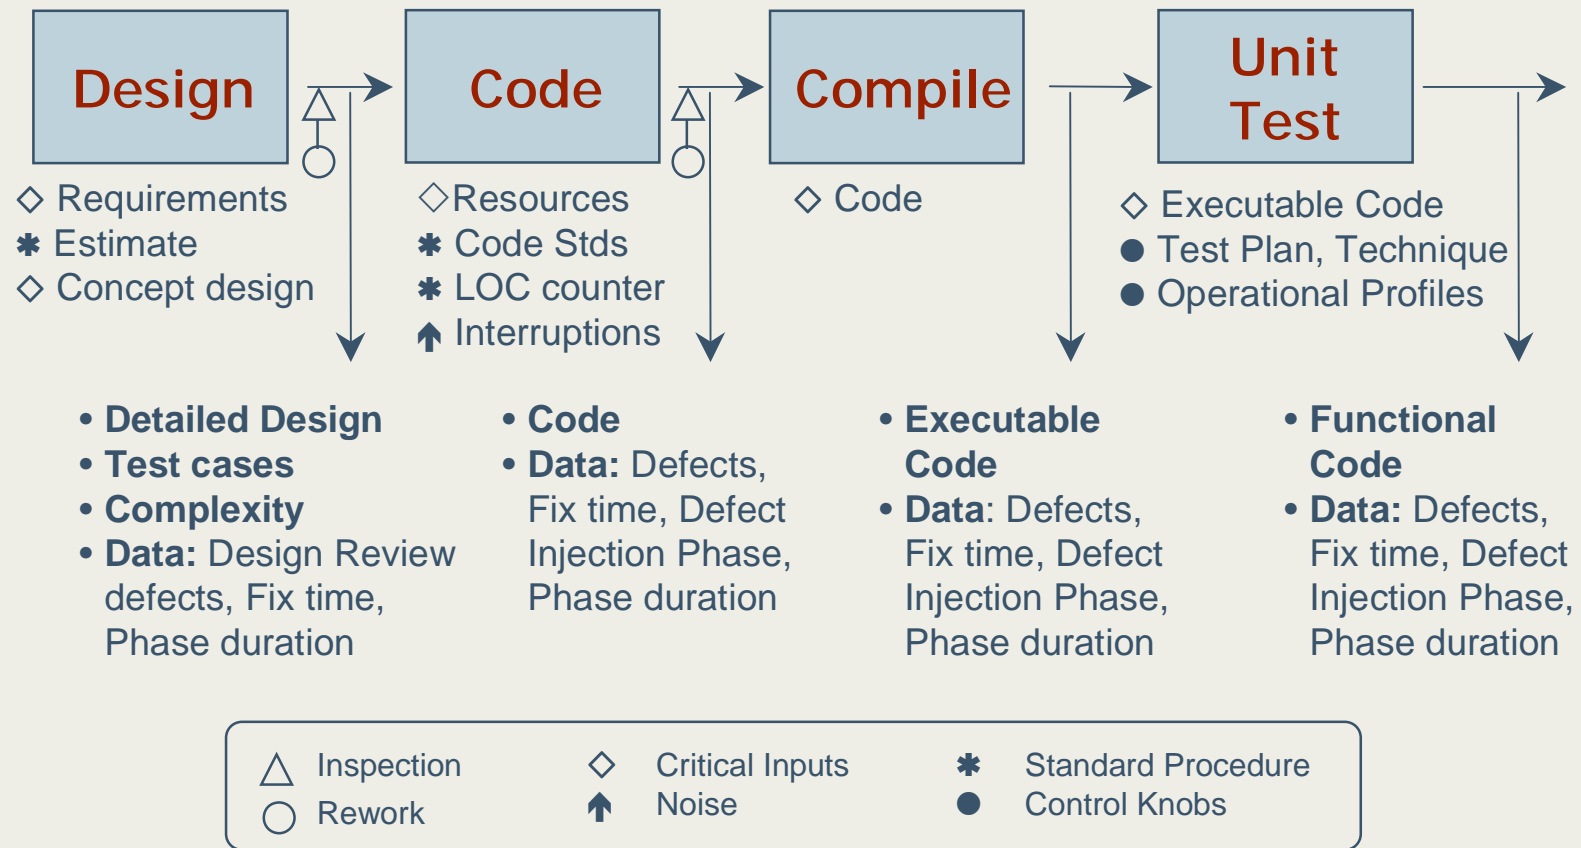 Design
Code
Compile
Unit
Test
◇ Requirements
✱ Estimate
◇ Concept design
◇ Resources
✱ Code Stds
✱ LOC counter
↑ Interruptions
◇ Code
◇ Executable Code
● Test Plan, Technique
● Operational Profiles
• Detailed Design
• Test cases
• Complexity
• Data: Design Review
defects, Fix time,
Phase duration
• Code
• Data: Defects,
Fix time, Defect
Injection Phase,
Phase duration
• Executable
Code
• Data: Defects,
Fix time, Defect
Injection Phase,
Phase duration
• Functional
Code
• Data: Defects,
Fix time, Defect
Injection Phase,
Phase duration
△ Inspection
○ Rework
◇ Critical Inputs
↑ Noise
✱ Standard Procedure
● Control Knobs